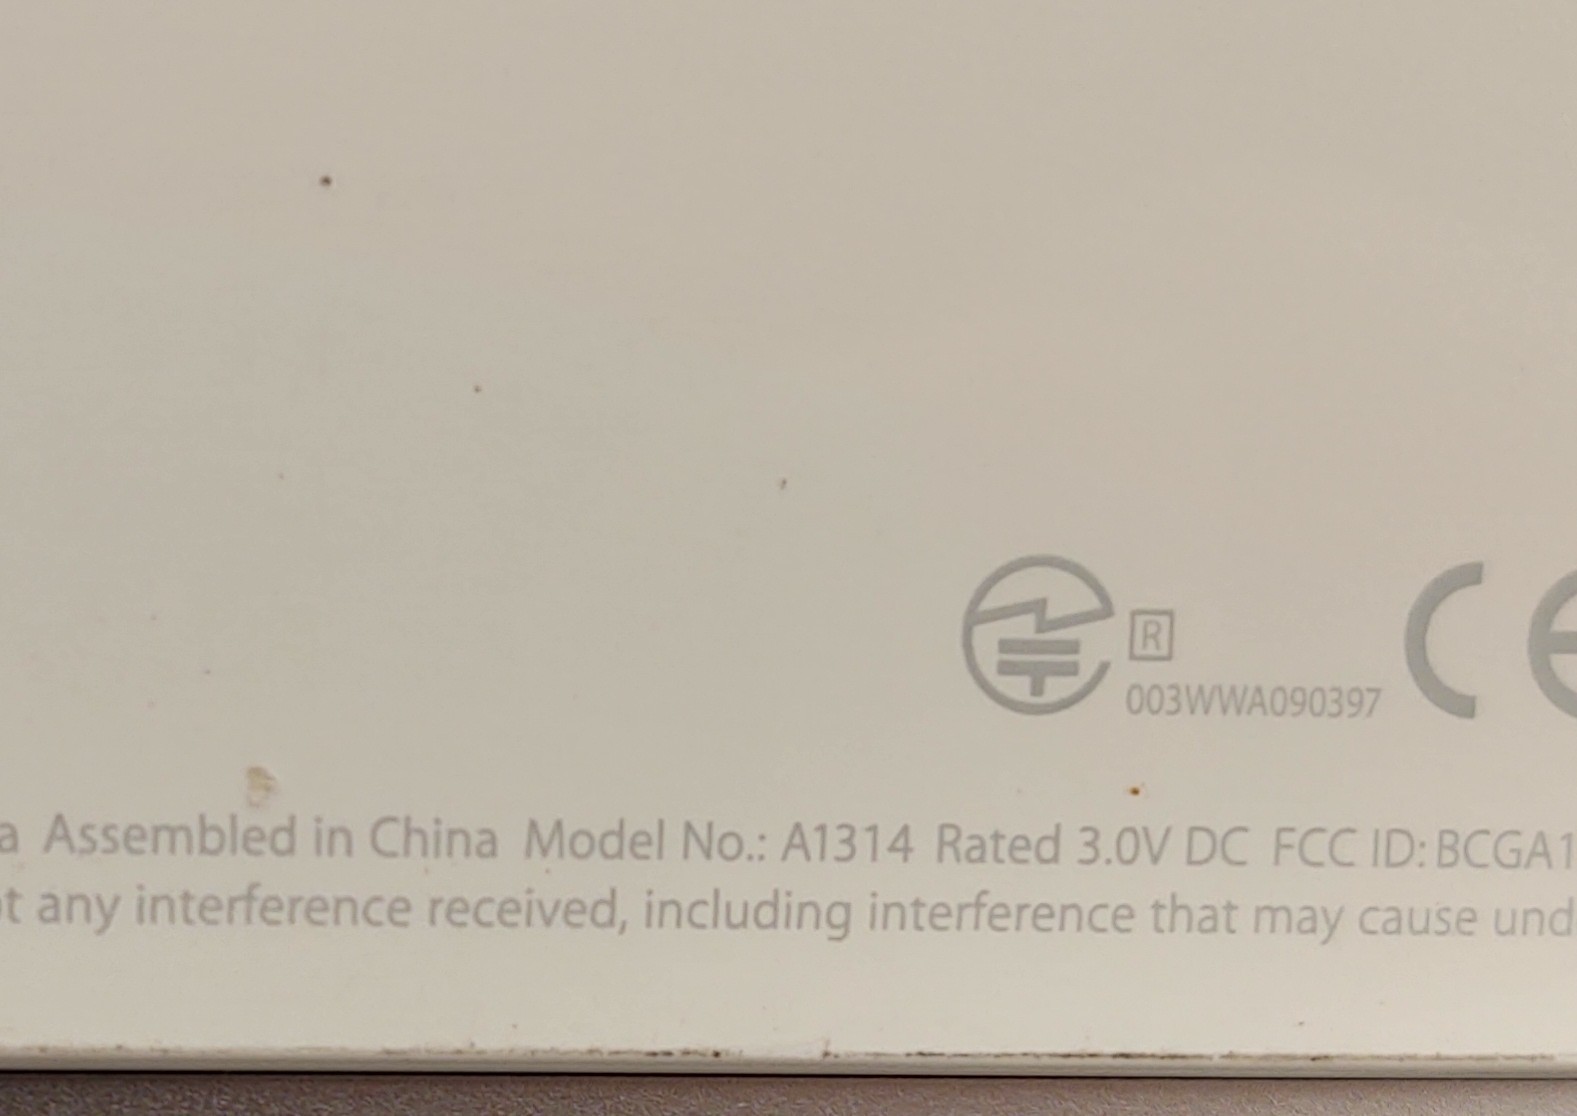 R
003WWA090397
CE
a Assembled in China Model No.: A1314 Rated 3.0V DC FCC ID: BCGA1
t any interference received, including interference that may cause und